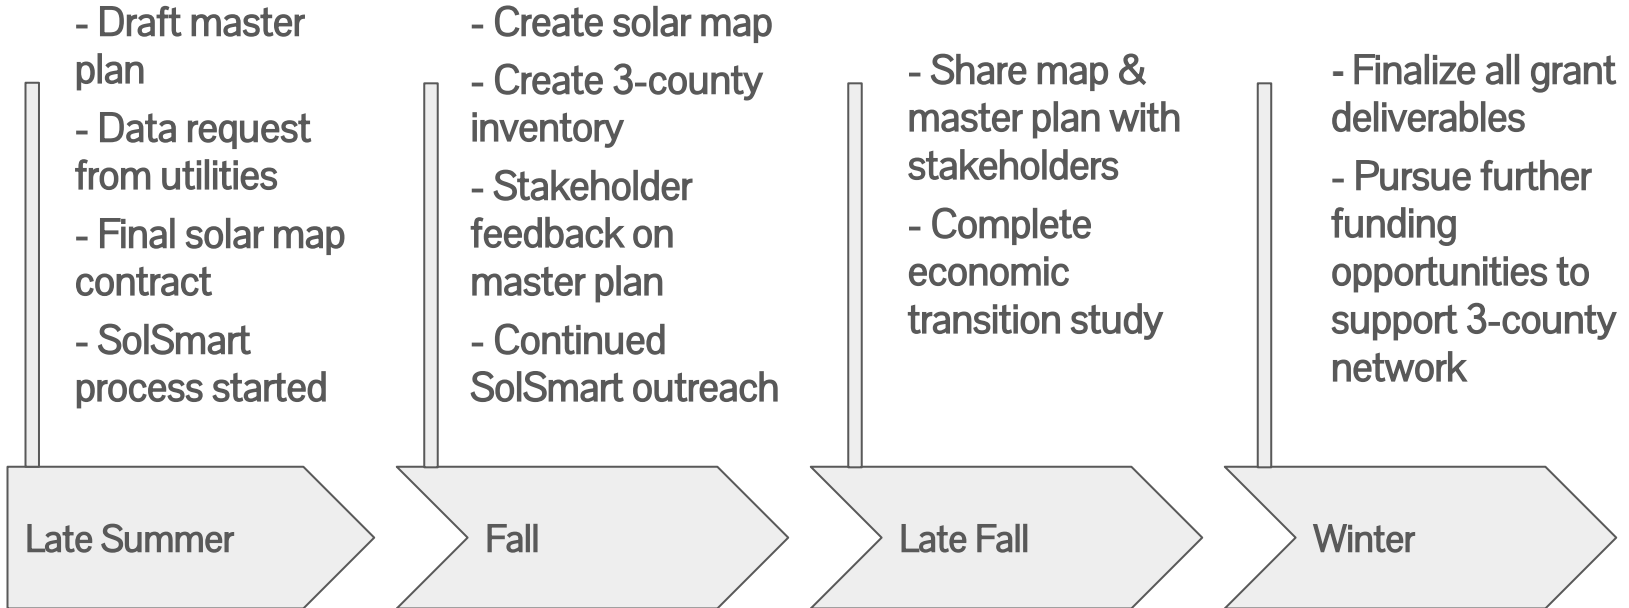 - Draft master
plan
- Data request
from utilities
- Final solar map
contract
- SolSmart
process started
- Create solar map
- Create 3-county
inventory
- Stakeholder
feedback on
master plan
- Continued
SolSmart outreach
- Share map &
master plan with
stakeholders
- Complete
economic
transition study
- Finalize all grant
deliverables
- Pursue further
funding
opportunities to
support 3-county
network
Late Summer
Fall
Late Fall
Winter